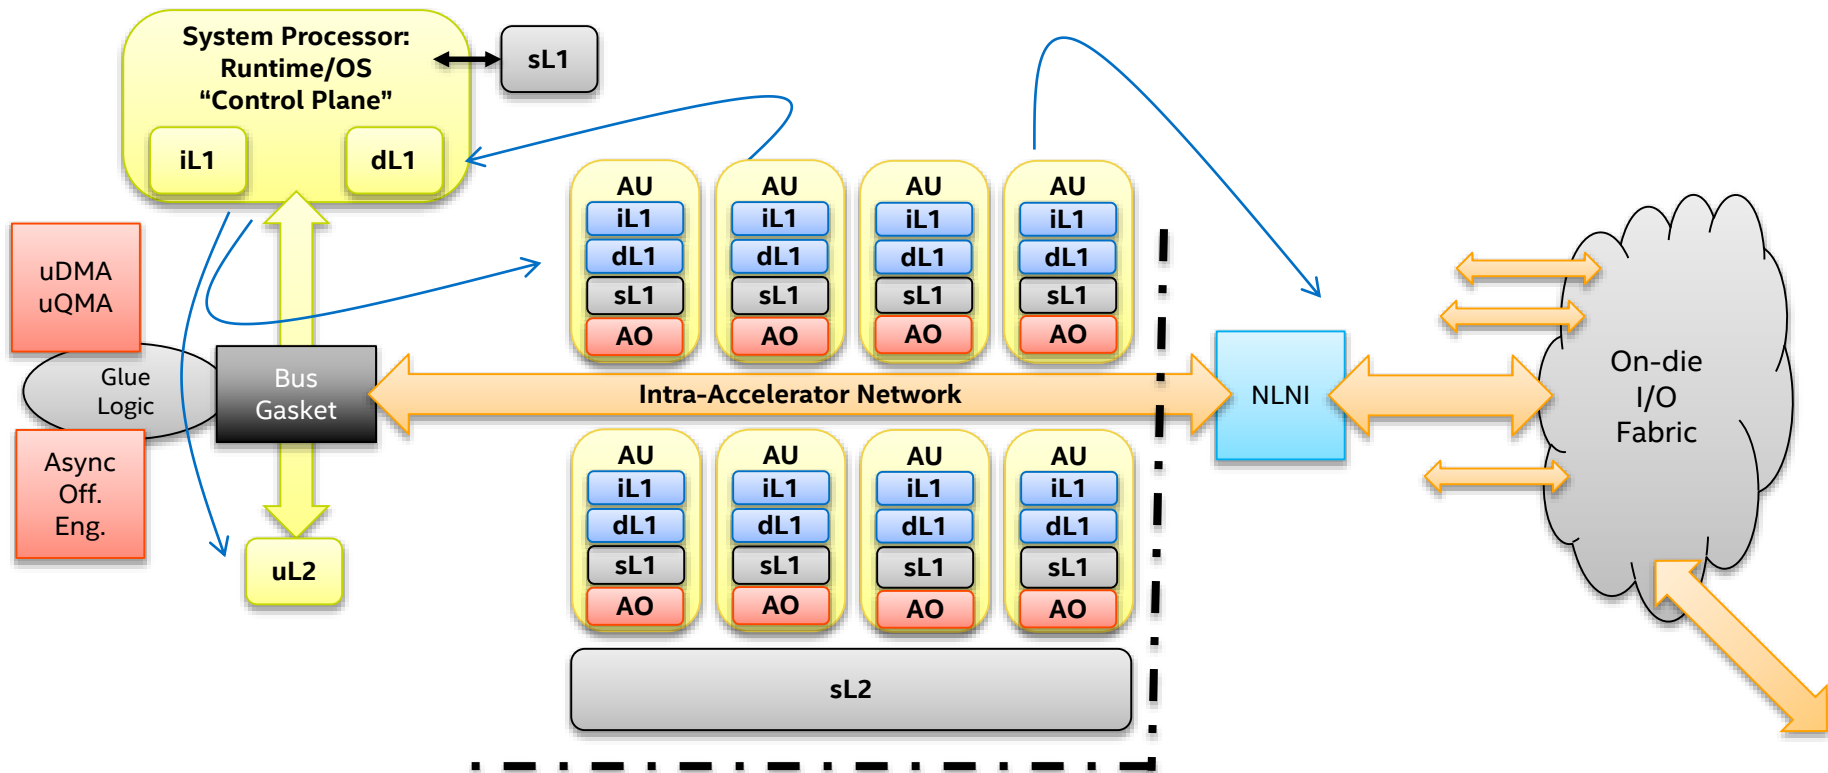 System Processor:
Runtime/OS
“Control Plane”
iL1
dL1
sL1
uDMA
uQMA
Glue
Logic
Async
Off.
Eng.
Bus
Gasket
uL2
AU
iL1
dL1
sL1
AO
AU
iL1
dL1
sL1
AO
AU
iL1
dL1
sL1
AO
AU
iL1
dL1
sL1
AO
Intra-Accelerator Network
AU
iL1
dL1
sL1
AO
AU
iL1
dL1
sL1
AO
AU
iL1
dL1
sL1
AO
AU
iL1
dL1
sL1
AO
sL2
NLNI
On-die
I/O
Fabric